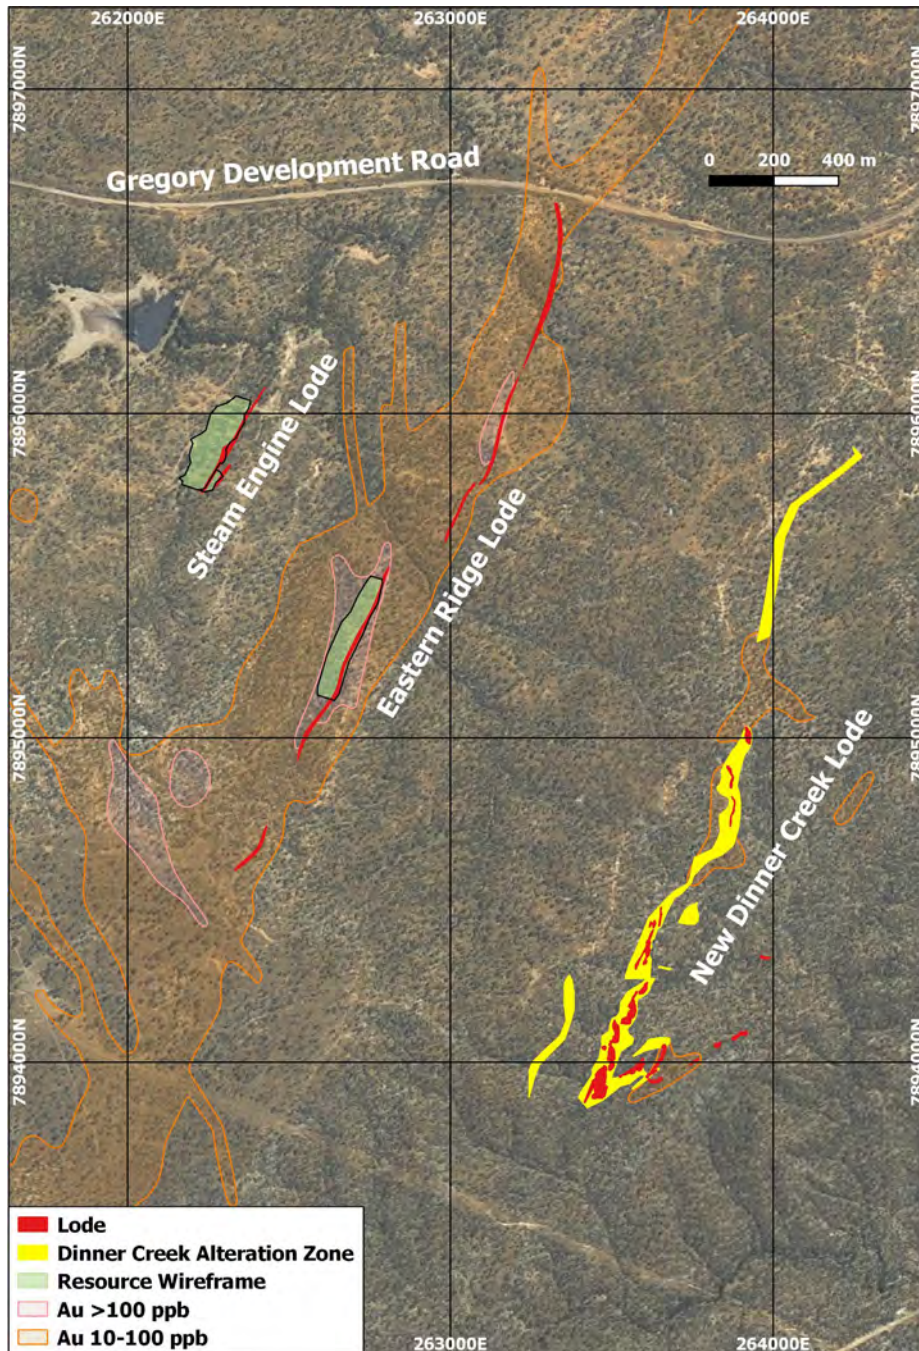 262000E
263000E
264000E
7897000N
7897000N
0 200 400 m
Gregory Development Road
7896000N
7896000N
Steam Engine Lode
Eastern Ridge Lode
7895000N
7895000N
New Dinner Creek Lode
7894000N
7894000N
Lode
Dinner Creek Alteration Zone
Resource Wireframe
Au >100 ppb
Au 10-100 ppb
263000E
264000E